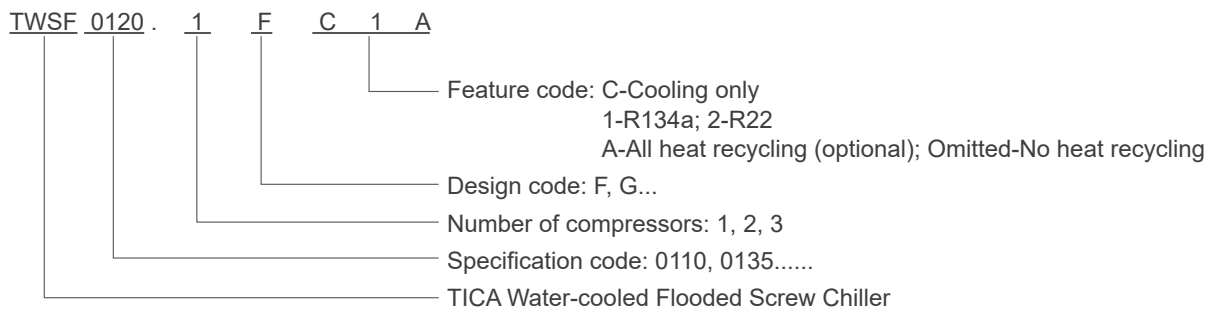 TWSF 0120 . 1 F C 1 A
Feature code: C-Cooling only
1-R134a; 2-R22
A-All heat recycling (optional); Omitted-No heat recycling
Design code: F, G...
Number of compressors: 1, 2, 3
Specification code: 0110, 0135......
TICA Water-cooled Flooded Screw Chiller